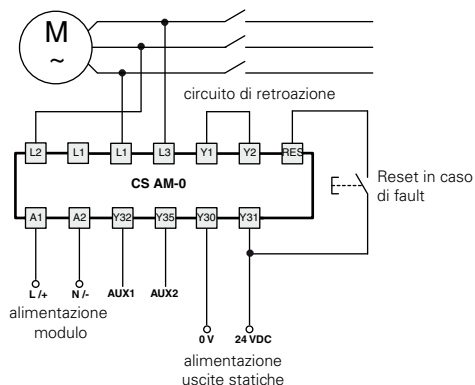 M
~
circuito di retroazione
L2 L1 L1 L3 Y1 Y2 RES
CS AM-0
Reset in caso
di fault
A1 A2 Y32 Y35 Y30 Y31
L /+ N /- AUX1 AUX2
alimentazione
modulo
0 V 24 VDC
alimentazione
uscite statiche